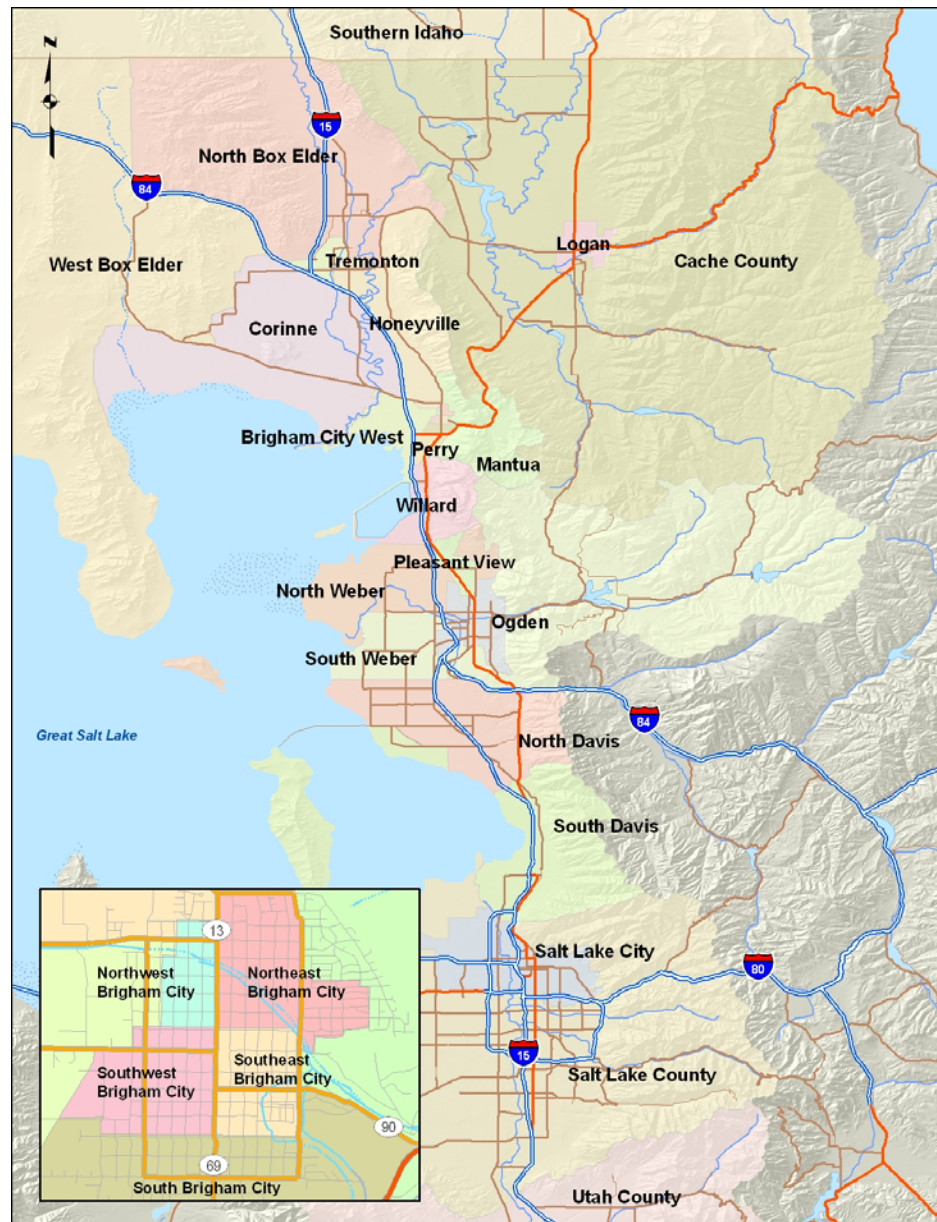 Southern Idaho
N
15
North Box Elder
84
Logan
West Box Elder
Tremonton
Cache County
Corinne
Honeyville
Brigham City West
Perry
Mantua
Willard
Pleasant View
North Weber
Ogden
South Weber
84
Great Salt Lake
North Davis
South Davis
13
Salt Lake City
80
Northwest
Brigham City
Northeast
Brigham City
15
Southeast
Brigham City
Salt Lake County
Southwest
Brigham City
90
69
South Brigham City
Utah County